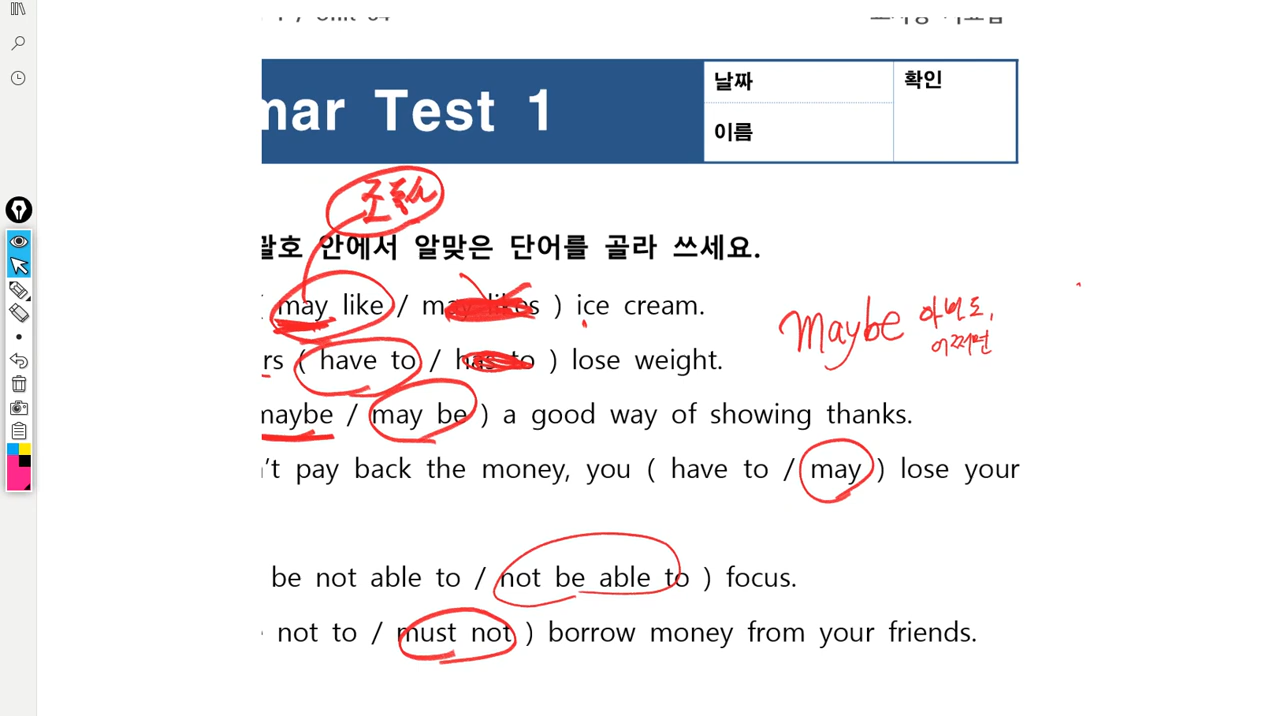 mar Test 1
날짜
확인
이름
조동사
괄호 안에서 알맞은 단어를 골라 쓰세요.
( may like / may likes ) ice cream.
Maybe 아마도,
어쩌면
rs ( have to / has to ) lose weight.
maybe / may be ) a good way of showing thanks.
't pay back the money, you ( have to / may ) lose your
be not able to / not be able to ) focus.
not to / must not ) borrow money from your friends.